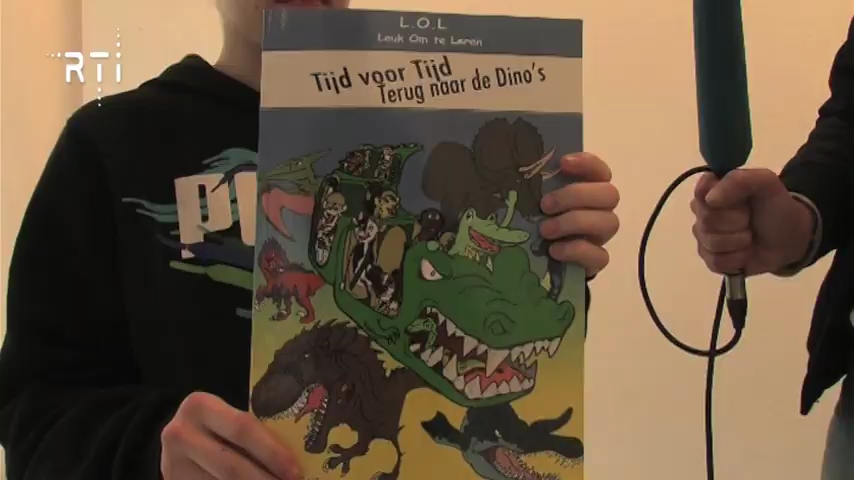 RTi
L.O.L
Leuk Om te Leren
Tijd voor Tijd
Terug naar de Dino's